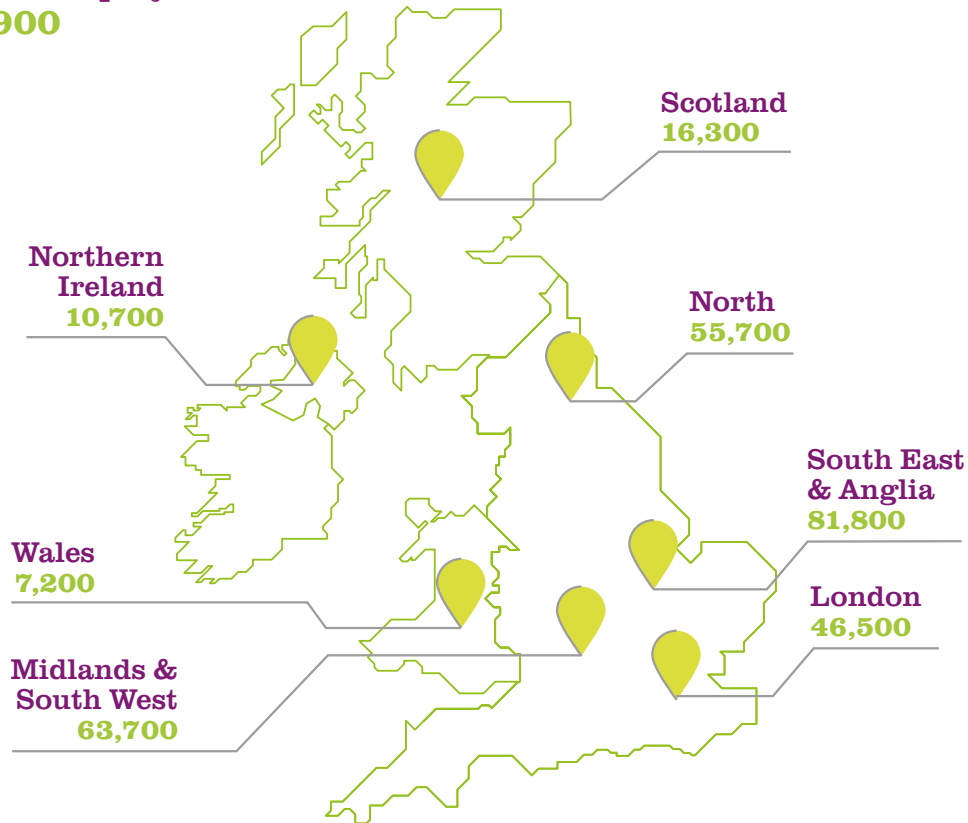 900
Scotland
16,300
Northern
Ireland
10,700
North
55,700
South East
& Anglia
81,800
Wales
7,200
London
46,500
Midlands &
South West
63,700